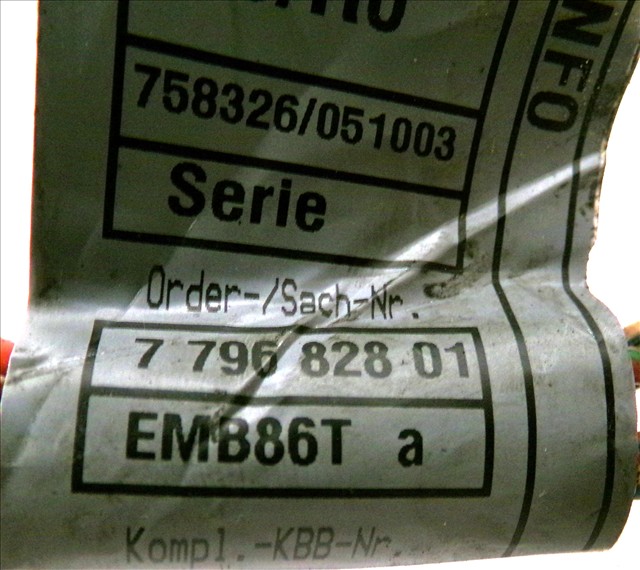 758326/051003
Serie
Order-/Sach-Nr.
7 796 828 01
EMB86T a
Kompl.-KBB-Nr.